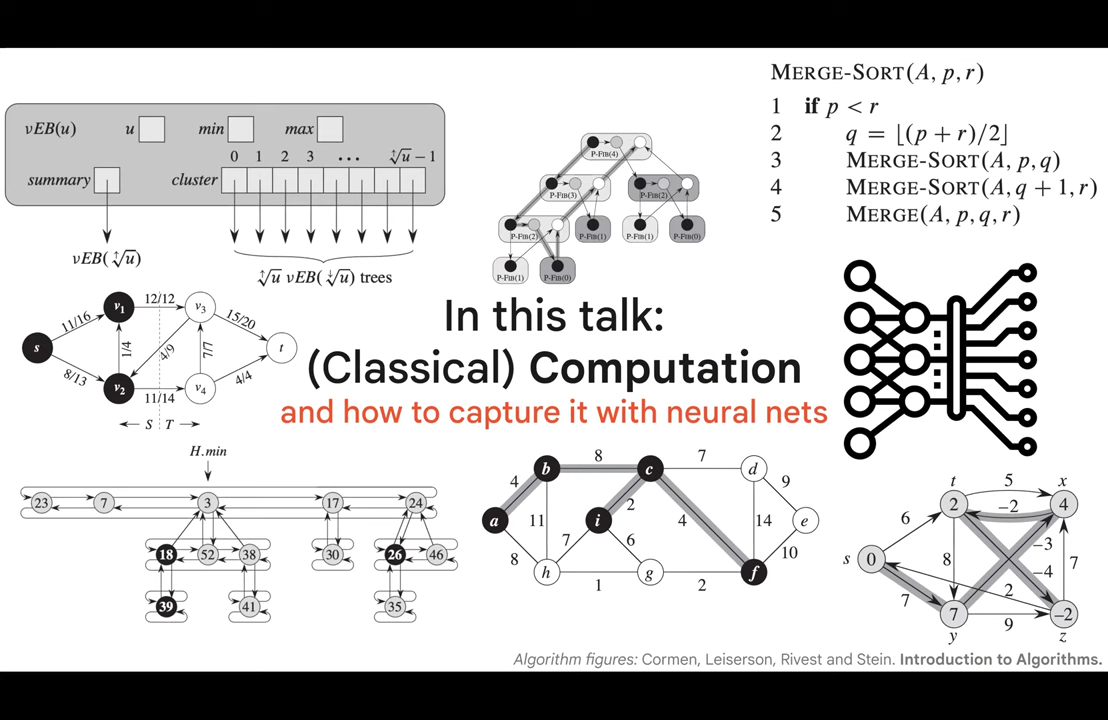 MERGE-SORT(A, p, r)
1 if p < r
2 q = ⌊(p + r)/2⌋
3 MERGE-SORT(A, p, q)
4 MERGE-SORT(A, q + 1, r)
5 MERGE(A, p, q, r)
vEB(u) u min max
0 1 2 3 ... ↑√u − 1
summary cluster
vEB(↑√u)
↑√u vEB(↓√u) trees
P-FIB(4)
P-FIB(3) P-FIB(2)
P-FIB(2) P-FIB(1) P-FIB(1) P-FIB(0)
P-FIB(1) P-FIB(0)
In this talk:
(Classical) Computation
and how to capture it with neural nets
v1 12/12 v3
11/16 15/20
s 1/4 4/9 7/7 t
8/13 4/4
v2 11/14 v4
S T
H.min
23 7 3 17 24
18 52 38 30 26 46
39 41 35
b 8 c 7 d
4 9
a 11 i 2 4 14 e
8 7 6 10
h 1 g 2 f
t 5 x
2 −2 4
6 −3
s 0 8 −4 7
7 2
7 9 −2
y z
Algorithm figures: Cormen, Leiserson, Rivest and Stein. Introduction to Algorithms.